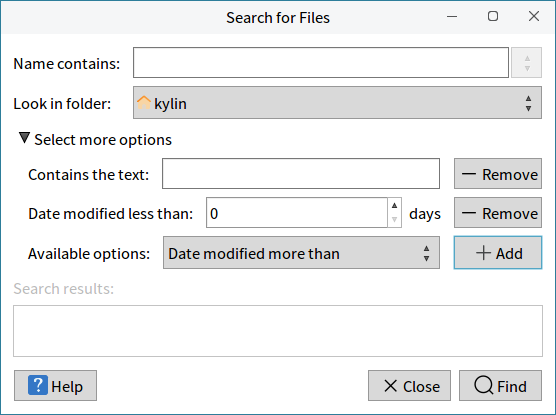 Search for Files
Name contains:
Look in folder: kylin
Select more options
Contains the text: Remove
Date modified less than: 0 days Remove
Available options: Date modified more than Add
Search results:
? Help Close Find